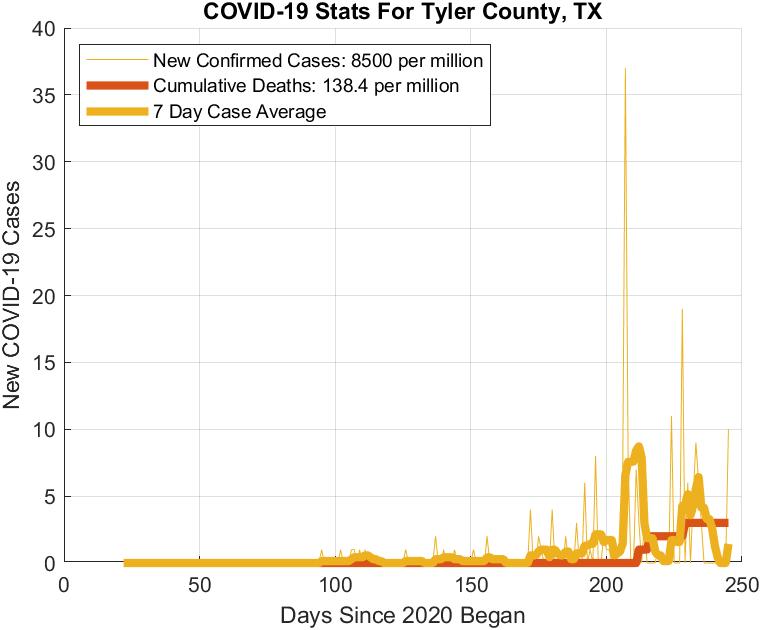 COVID-19 Stats For Tyler County, TX
New Confirmed Cases: 8500 per million
Cumulative Deaths: 138.4 per million
7 Day Case Average
New COVID-19 Cases
40
35
30
25
20
15
10
5
0
0 50 100 150 200 250
Days Since 2020 Began